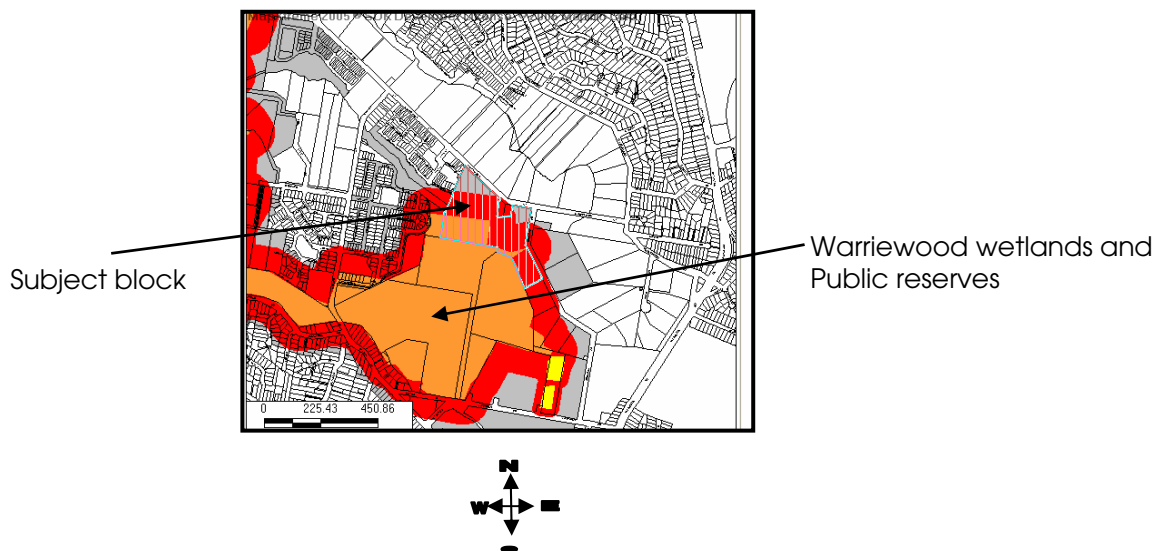 Subject block
Warriewood wetlands and
Public reserves
0 225.43 450.86
N
W E